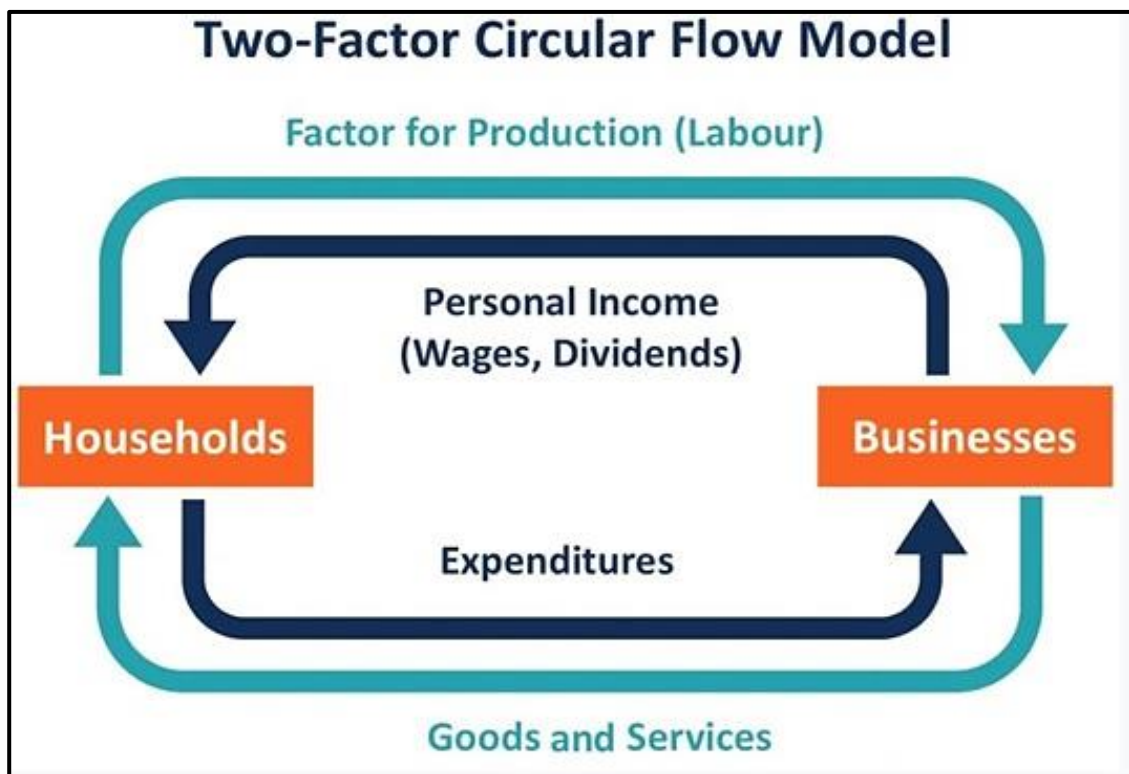 Two-Factor Circular Flow Model
Factor for Production (Labour)
Personal Income
(Wages, Dividends)
Households
Businesses
Expenditures
Goods and Services